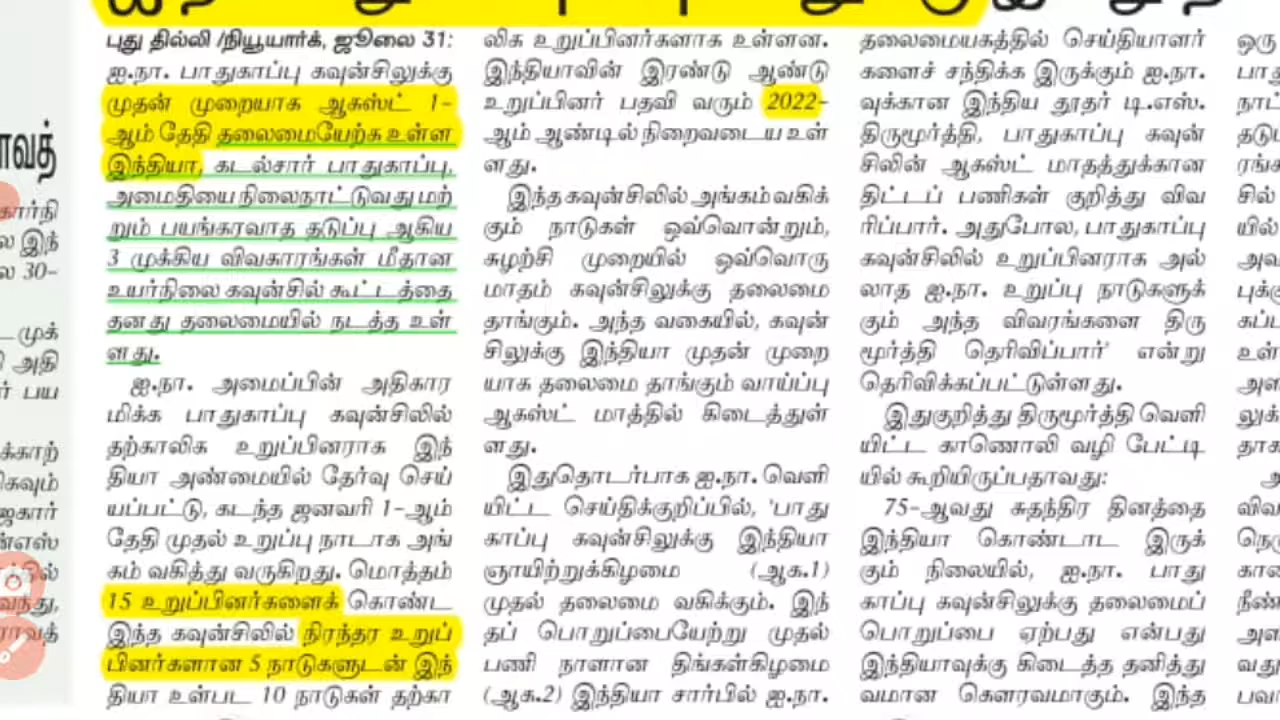 புது தில்லி /நியூயார்க், ஜூலை 31:
ஐ.நா. பாதுகாப்பு கவுன்சிலுக்கு
முதன் முறையாக ஆகஸ்ட் 1-
ஆம் தேதி தலைமையேற்க உள்ள
இந்தியா, கடல்சார் பாதுகாப்பு,
அமைதியை நிலைநாட்டுவது மற்
றும் பயங்கரவாத தடுப்பு ஆகிய
3 முக்கிய விவகாரங்கள் மீதான
உயர்நிலை கவுன்சில் கூட்டத்தை
தனது தலைமையில் நடத்த உள்
ளது.
ஐ.நா. அமைப்பின் அதிகார
மிக்க பாதுகாப்பு கவுன்சிலில்
தற்காலிக உறுப்பினராக இந்
தியா அண்மையில் தேர்வு செய்
யப்பட்டு, கடந்த ஜனவரி 1-ஆம்
தேதி முதல் உறுப்பு நாடாக அங்
கம் வகித்து வருகிறது. மொத்தம்
15 உறுப்பினர்களைக் கொண்ட
இந்த கவுன்சிலில் நிரந்தர உறுப்
பினர்களான 5 நாடுகளுடன் இந்
தியா உள்பட 10 நாடுகள் தற்கா
லிக உறுப்பினர்களாக உள்ளன.
இந்தியாவின் இரண்டு ஆண்டு
உறுப்பினர் பதவி வரும் 2022-
ஆம் ஆண்டில் நிறைவடைய உள்
ளது.
இந்த கவுன்சிலில் அங்கம் வகிக்
கும் நாடுகள் ஒவ்வொன்றும்,
சுழற்சி முறையில் ஒவ்வொரு
மாதம் கவுன்சிலுக்கு தலைமை
தாங்கும். அந்த வகையில், கவுன்
சிலுக்கு இந்தியா முதன் முறை
யாக தலைமை தாங்கும் வாய்ப்பு
ஆகஸ்ட் மாத்தில் கிடைத்துள்
ளது.
இதுதொடர்பாக ஐ.நா. வெளி
யிட்ட செய்திக்குறிப்பில், 'பாது
காப்பு கவுன்சிலுக்கு இந்தியா
ஞாயிற்றுக்கிழமை (ஆக.1)
முதல் தலைமை வகிக்கும். இந்
தப் பொறுப்பையேற்று முதல்
பணி நாளான திங்கள்கிழமை
(ஆக.2) இந்தியா சார்பில் ஐ.நா.
தலைமையகத்தில் செய்தியாளர்
களைச் சந்திக்க இருக்கும் ஐ.நா.
வுக்கான இந்திய தூதர் டி.எஸ்.
திருமூர்த்தி, பாதுகாப்பு கவுன்
சிலின் ஆகஸ்ட் மாதத்துக்கான
திட்டப் பணிகள் குறித்து விவ
ரிப்பார். அதுபோல, பாதுகாப்பு
கவுன்சிலில் உறுப்பினராக அல்
லாத ஐ.நா. உறுப்பு நாடுகளுக்
கும் அந்த விவரங்களை திரு
மூர்த்தி தெரிவிப்பார்' என்று
தெரிவிக்கப்பட்டுள்ளது.
இதுகுறித்து திருமூர்த்தி வெளி
யிட்ட காணொலி வழி பேட்டி
யில் கூறியிருப்பதாவது:
75-ஆவது சுதந்திர தினத்தை
இந்தியா கொண்டாட இருக்
கும் நிலையில், ஐ.நா. பாது
காப்பு கவுன்சிலுக்கு தலைமைப்
பொறுப்பை ஏற்பது என்பது
இந்தியாவுக்கு கிடைத்த தனித்து
வமான கௌரவமாகும். இந்த